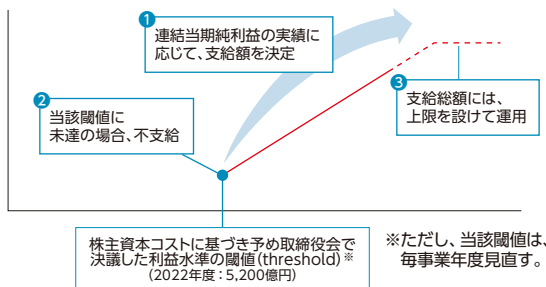 1
連結当期純利益の実績に
応じて、支給額を決定
2
当該閾値に
未達の場合、不支給
3
支給総額には、
上限を設けて運用
株主資本コストに基づき予め取締役会で
決議した利益水準の閾値(threshold)※
(2022年度：5,200億円)
※ただし、当該閾値は、
毎事業年度見直す。